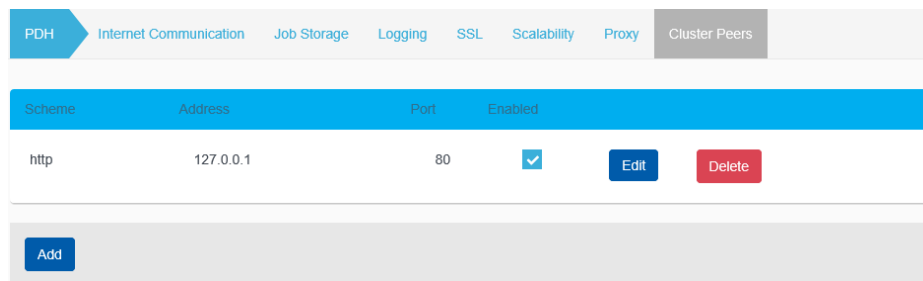 PDH Internet Communication Job Storage Logging SSL Scalability Proxy Cluster Peers
Scheme Address Port Enabled
http 127.0.0.1 80 Edit Delete
Add